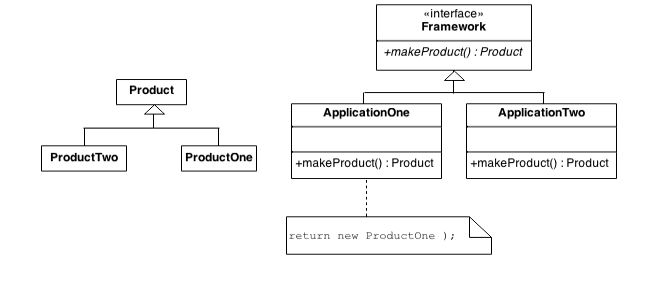 «interface»
Framework
+makeProduct() : Product
Product
ProductTwo
ProductOne
ApplicationOne
+makeProduct() : Product
ApplicationTwo
+makeProduct() : Product
return new ProductOne );